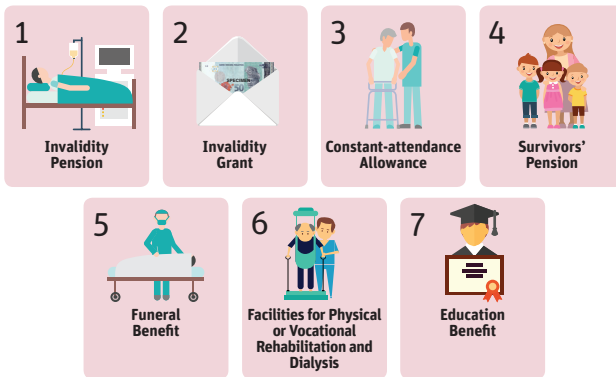 1
Invalidity
Pension
2
SPECIMEN
50
Invalidity
Grant
3
Constant-attendance
Allowance
4
Survivors'
Pension
5
Funeral
Benefit
6
Facilities for Physical
or Vocational
Rehabilitation and
Dialysis
7
Education
Benefit